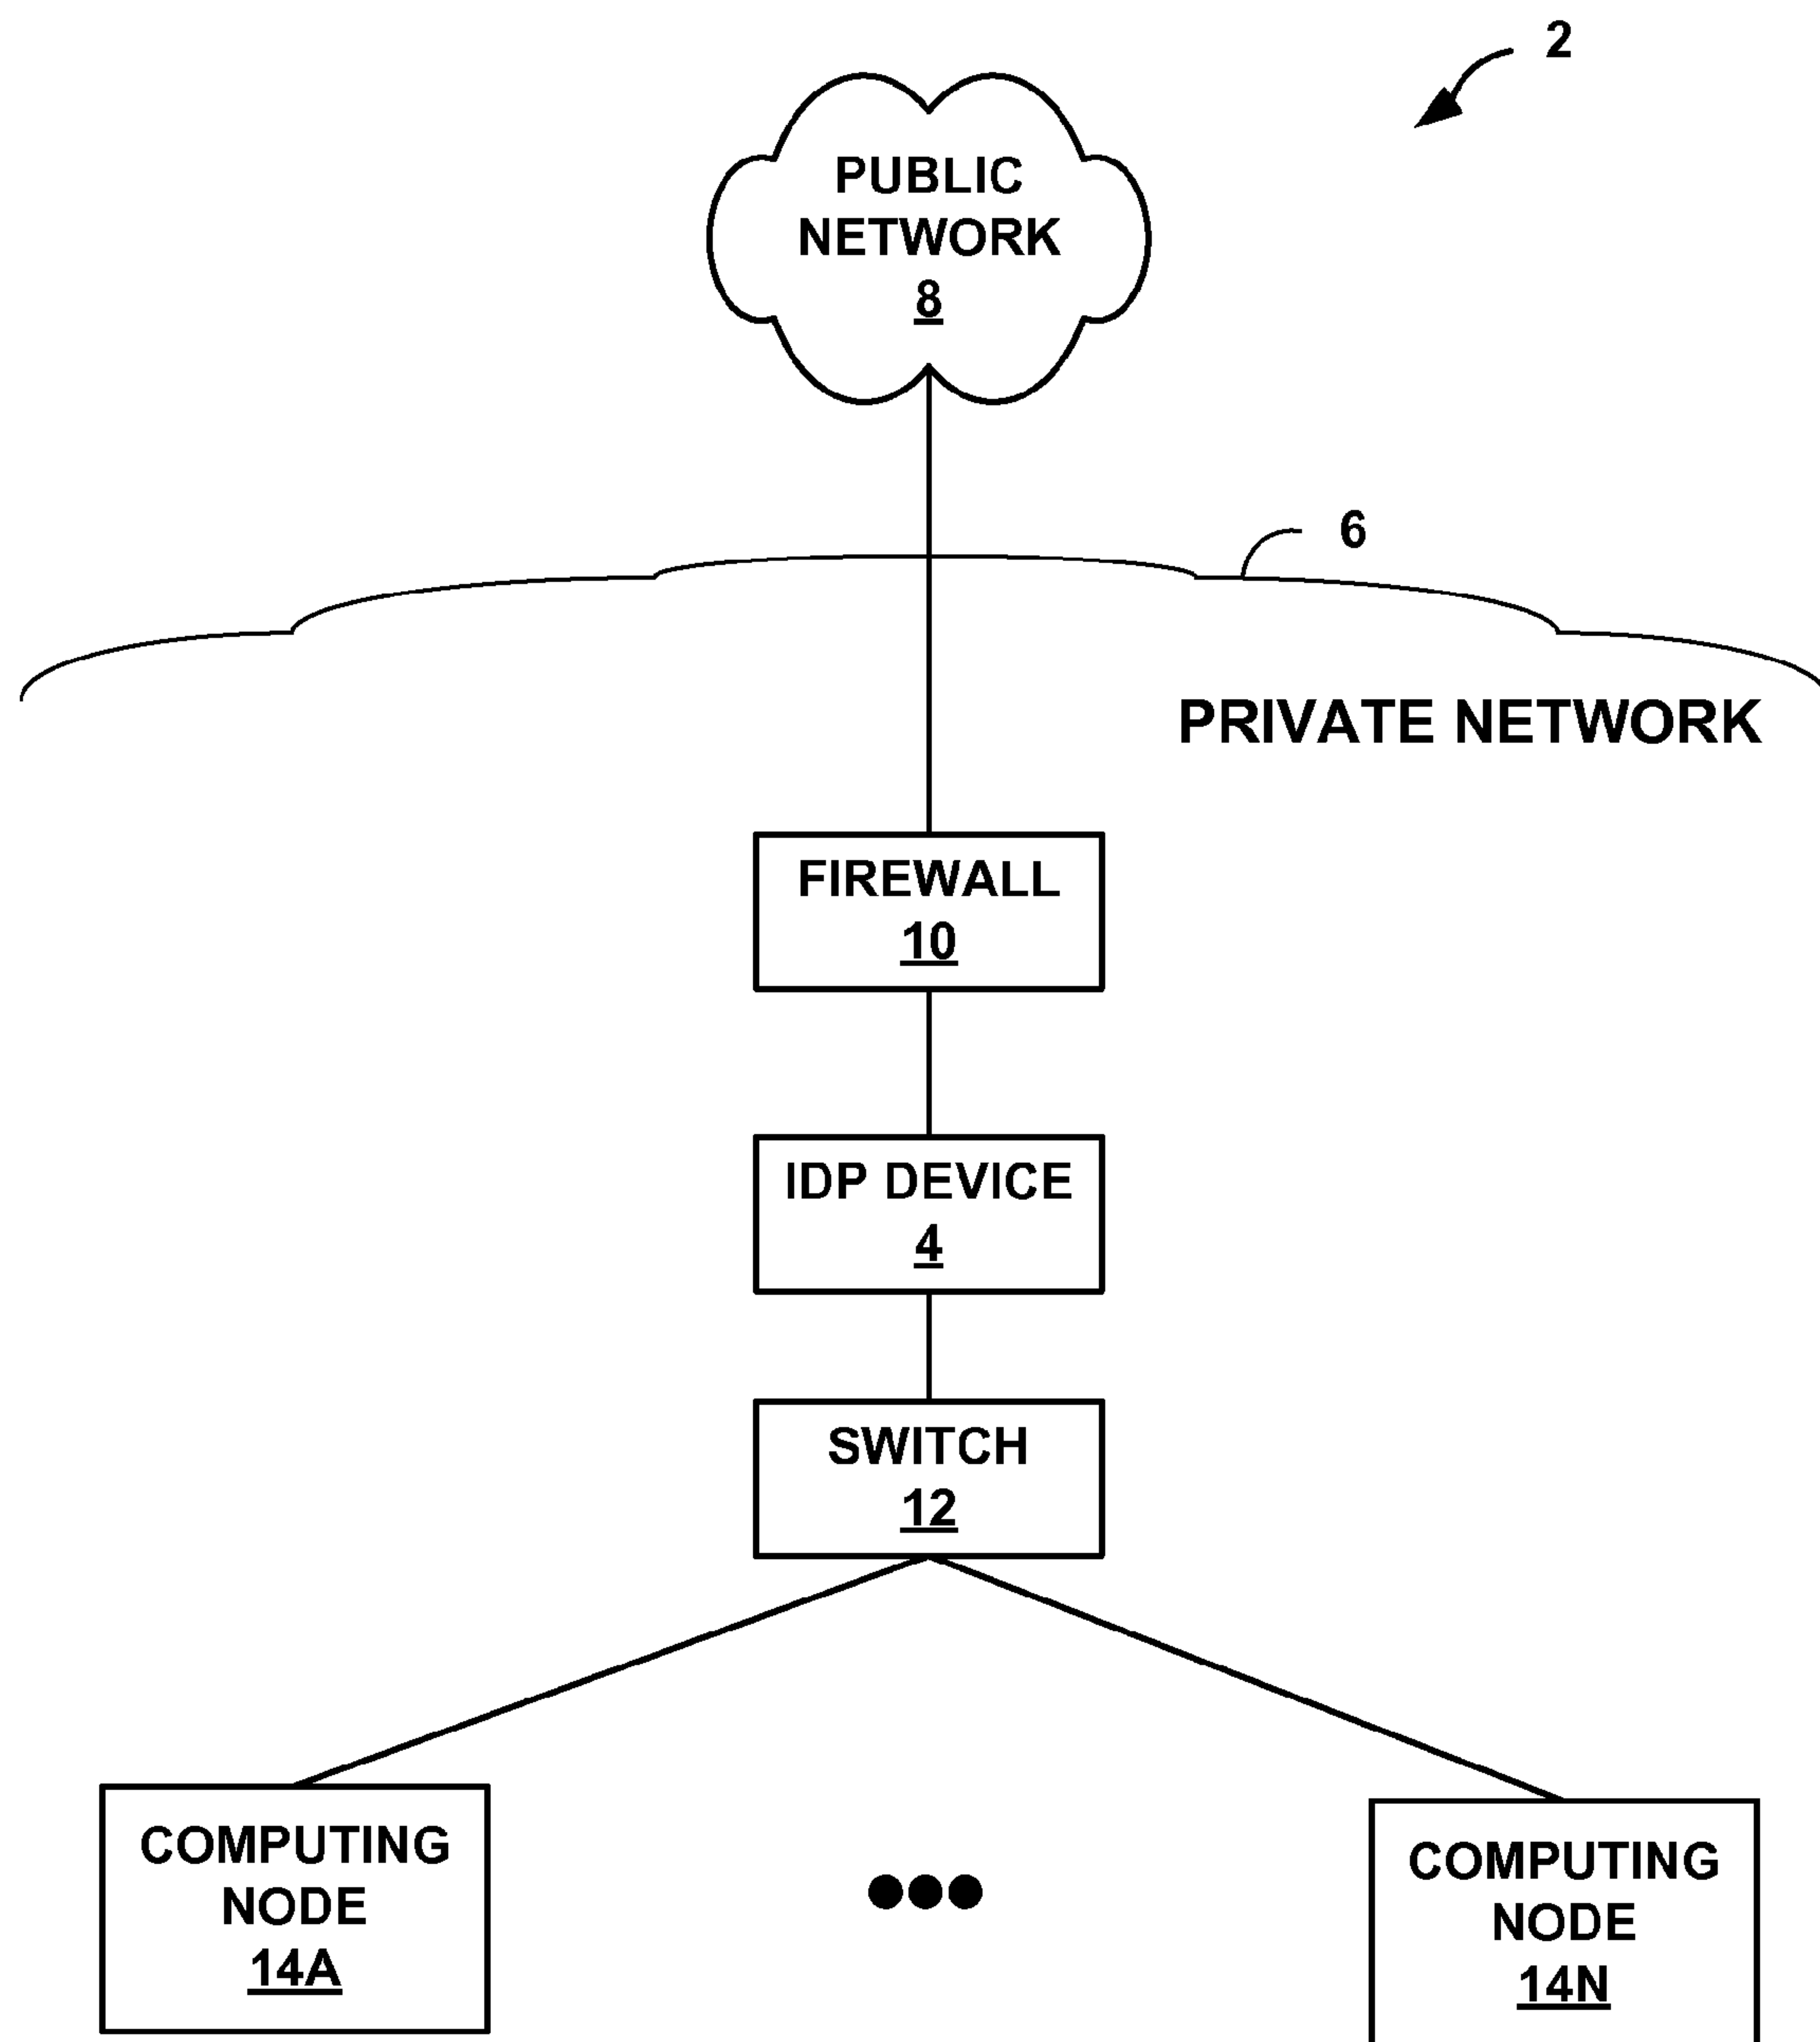 2
PUBLIC
NETWORK
8
6
PRIVATE NETWORK
FIREWALL
10
IDP DEVICE
4
SWITCH
12
COMPUTING
NODE
14A
COMPUTING
NODE
14N